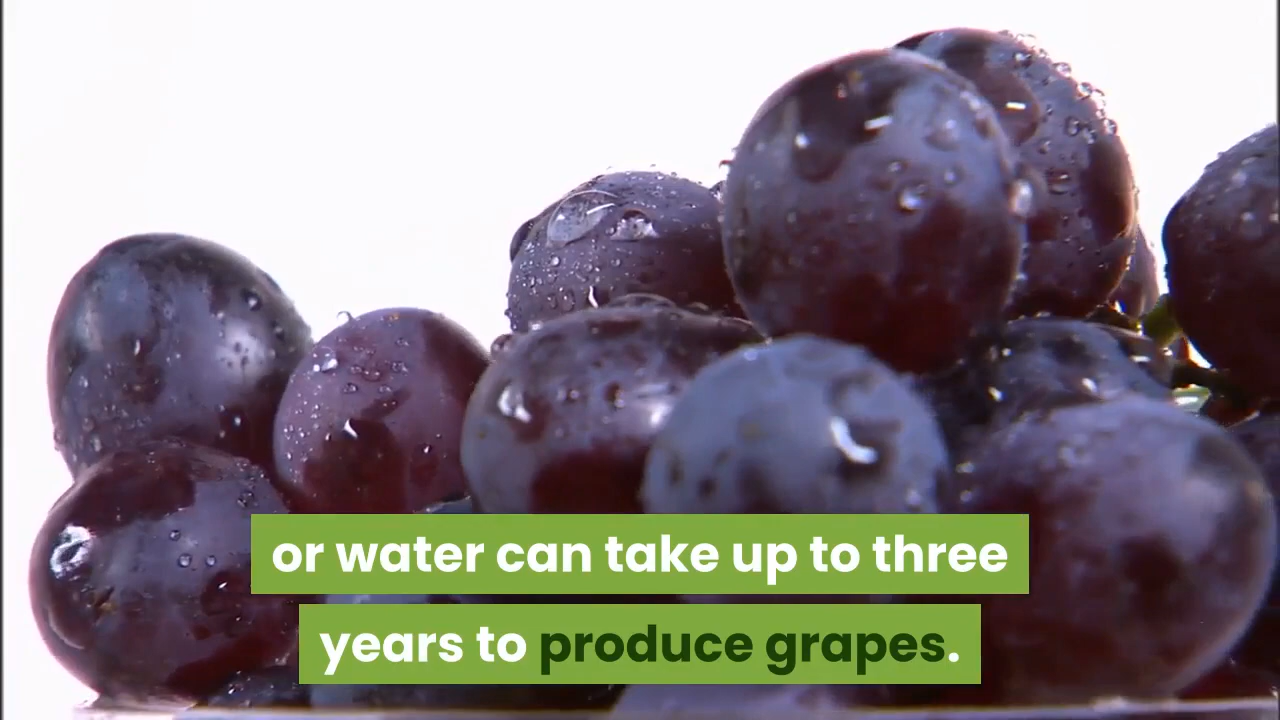 or water can take up to three
years to produce grapes.